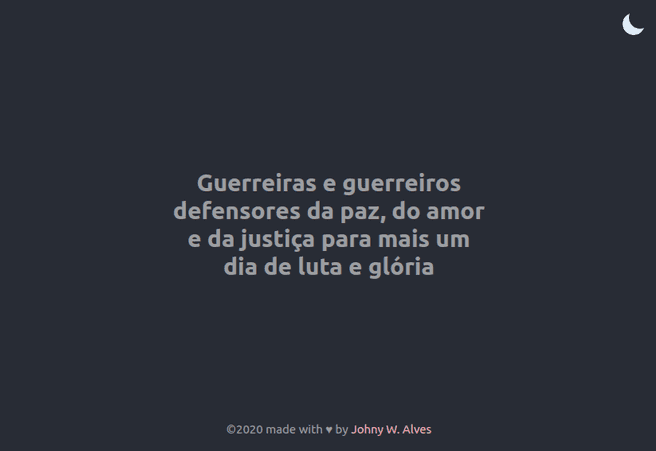 Guerreiras e guerreiros
defensores da paz, do amor
e da justiça para mais um
dia de luta e glória
©2020 made with ♥ by Johny W. Alves